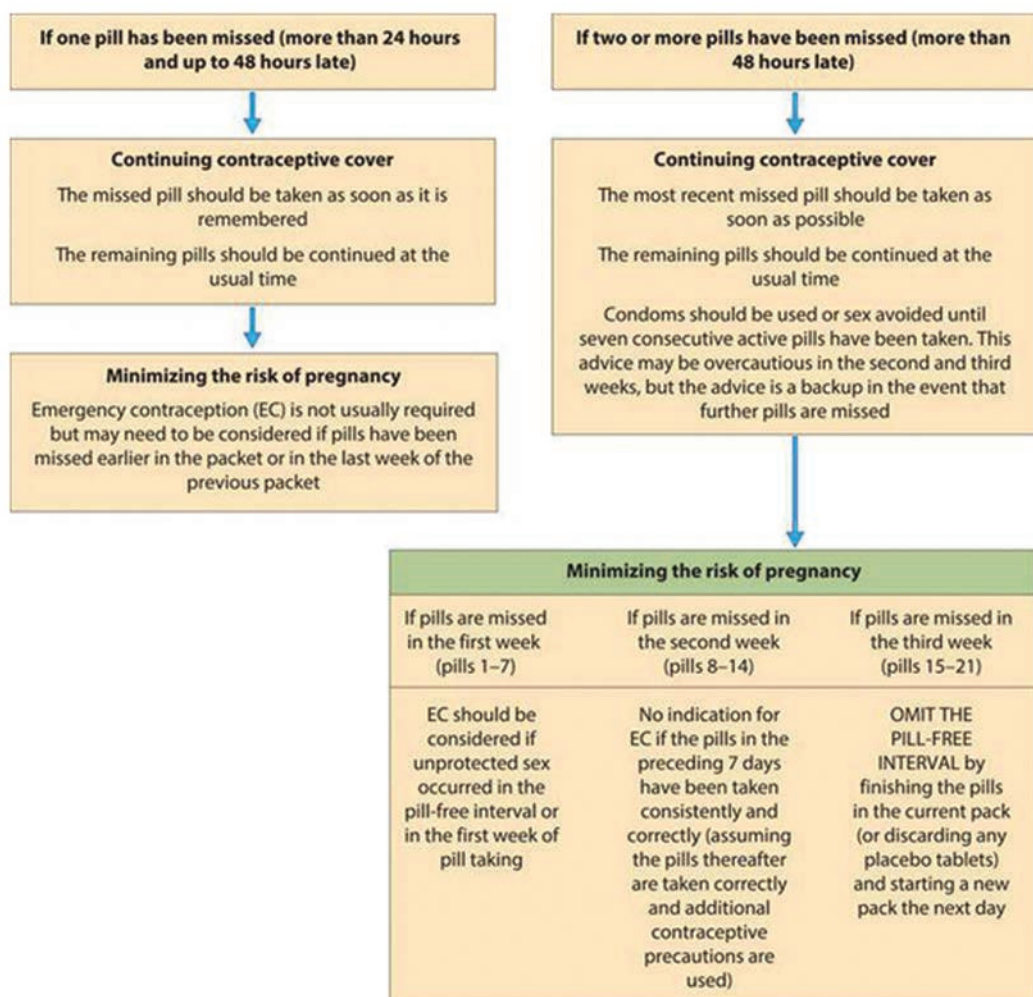 If one pill has been missed (more than 24 hours
and up to 48 hours late)
Continuing contraceptive cover
The missed pill should be taken as soon as it is
remembered
The remaining pills should be continued at the
usual time
Minimizing the risk of pregnancy
Emergency contraception (EC) is not usually required
but may need to be considered if pills have been
missed earlier in the packet or in the last week of the
previous packet
If two or more pills have been missed (more than
48 hours late)
Continuing contraceptive cover
The most recent missed pill should be taken as
soon as possible
The remaining pills should be continued at the
usual time
Condoms should be used or sex avoided until
seven consecutive active pills have been taken. This
advice may be overcautious in the second and third
weeks, but the advice is a backup in the event that
further pills are missed
Minimizing the risk of pregnancy
If pills are missed
in the first week
(pills 1–7)
EC should be
considered if
unprotected sex
occurred in the
pill-free interval or
in the first week of
pill taking
If pills are missed in
the second week
(pills 8–14)
No indication for
EC if the pills in the
preceding 7 days
have been taken
consistently and
correctly (assuming
the pills thereafter
are taken correctly
and additional
contraceptive
precautions are
used)
If pills are missed in
the third week
(pills 15–21)
OMIT THE
PILL-FREE
INTERVAL by
finishing the pills
in the current pack
(or discarding any
placebo tablets)
and starting a new
pack the next day